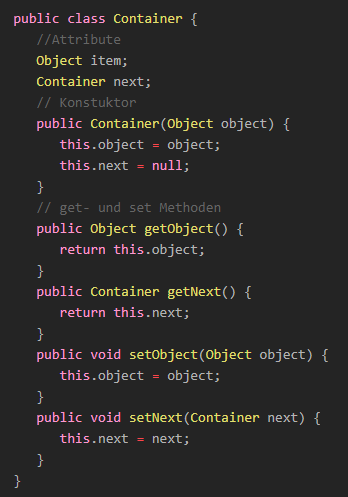 public class Container {
   //Attribute
   Object item;
   Container next;
   // Konstuktor
   public Container(Object object) {
      this.object = object;
      this.next = null;
   }
   // get- und set Methoden
   public Object getObject() {
      return this.object;
   }
   public Container getNext() {
      return this.next;
   }
   public void setObject(Object object) {
      this.object = object;
   }
   public void setNext(Container next) {
      this.next = next;
   }
}